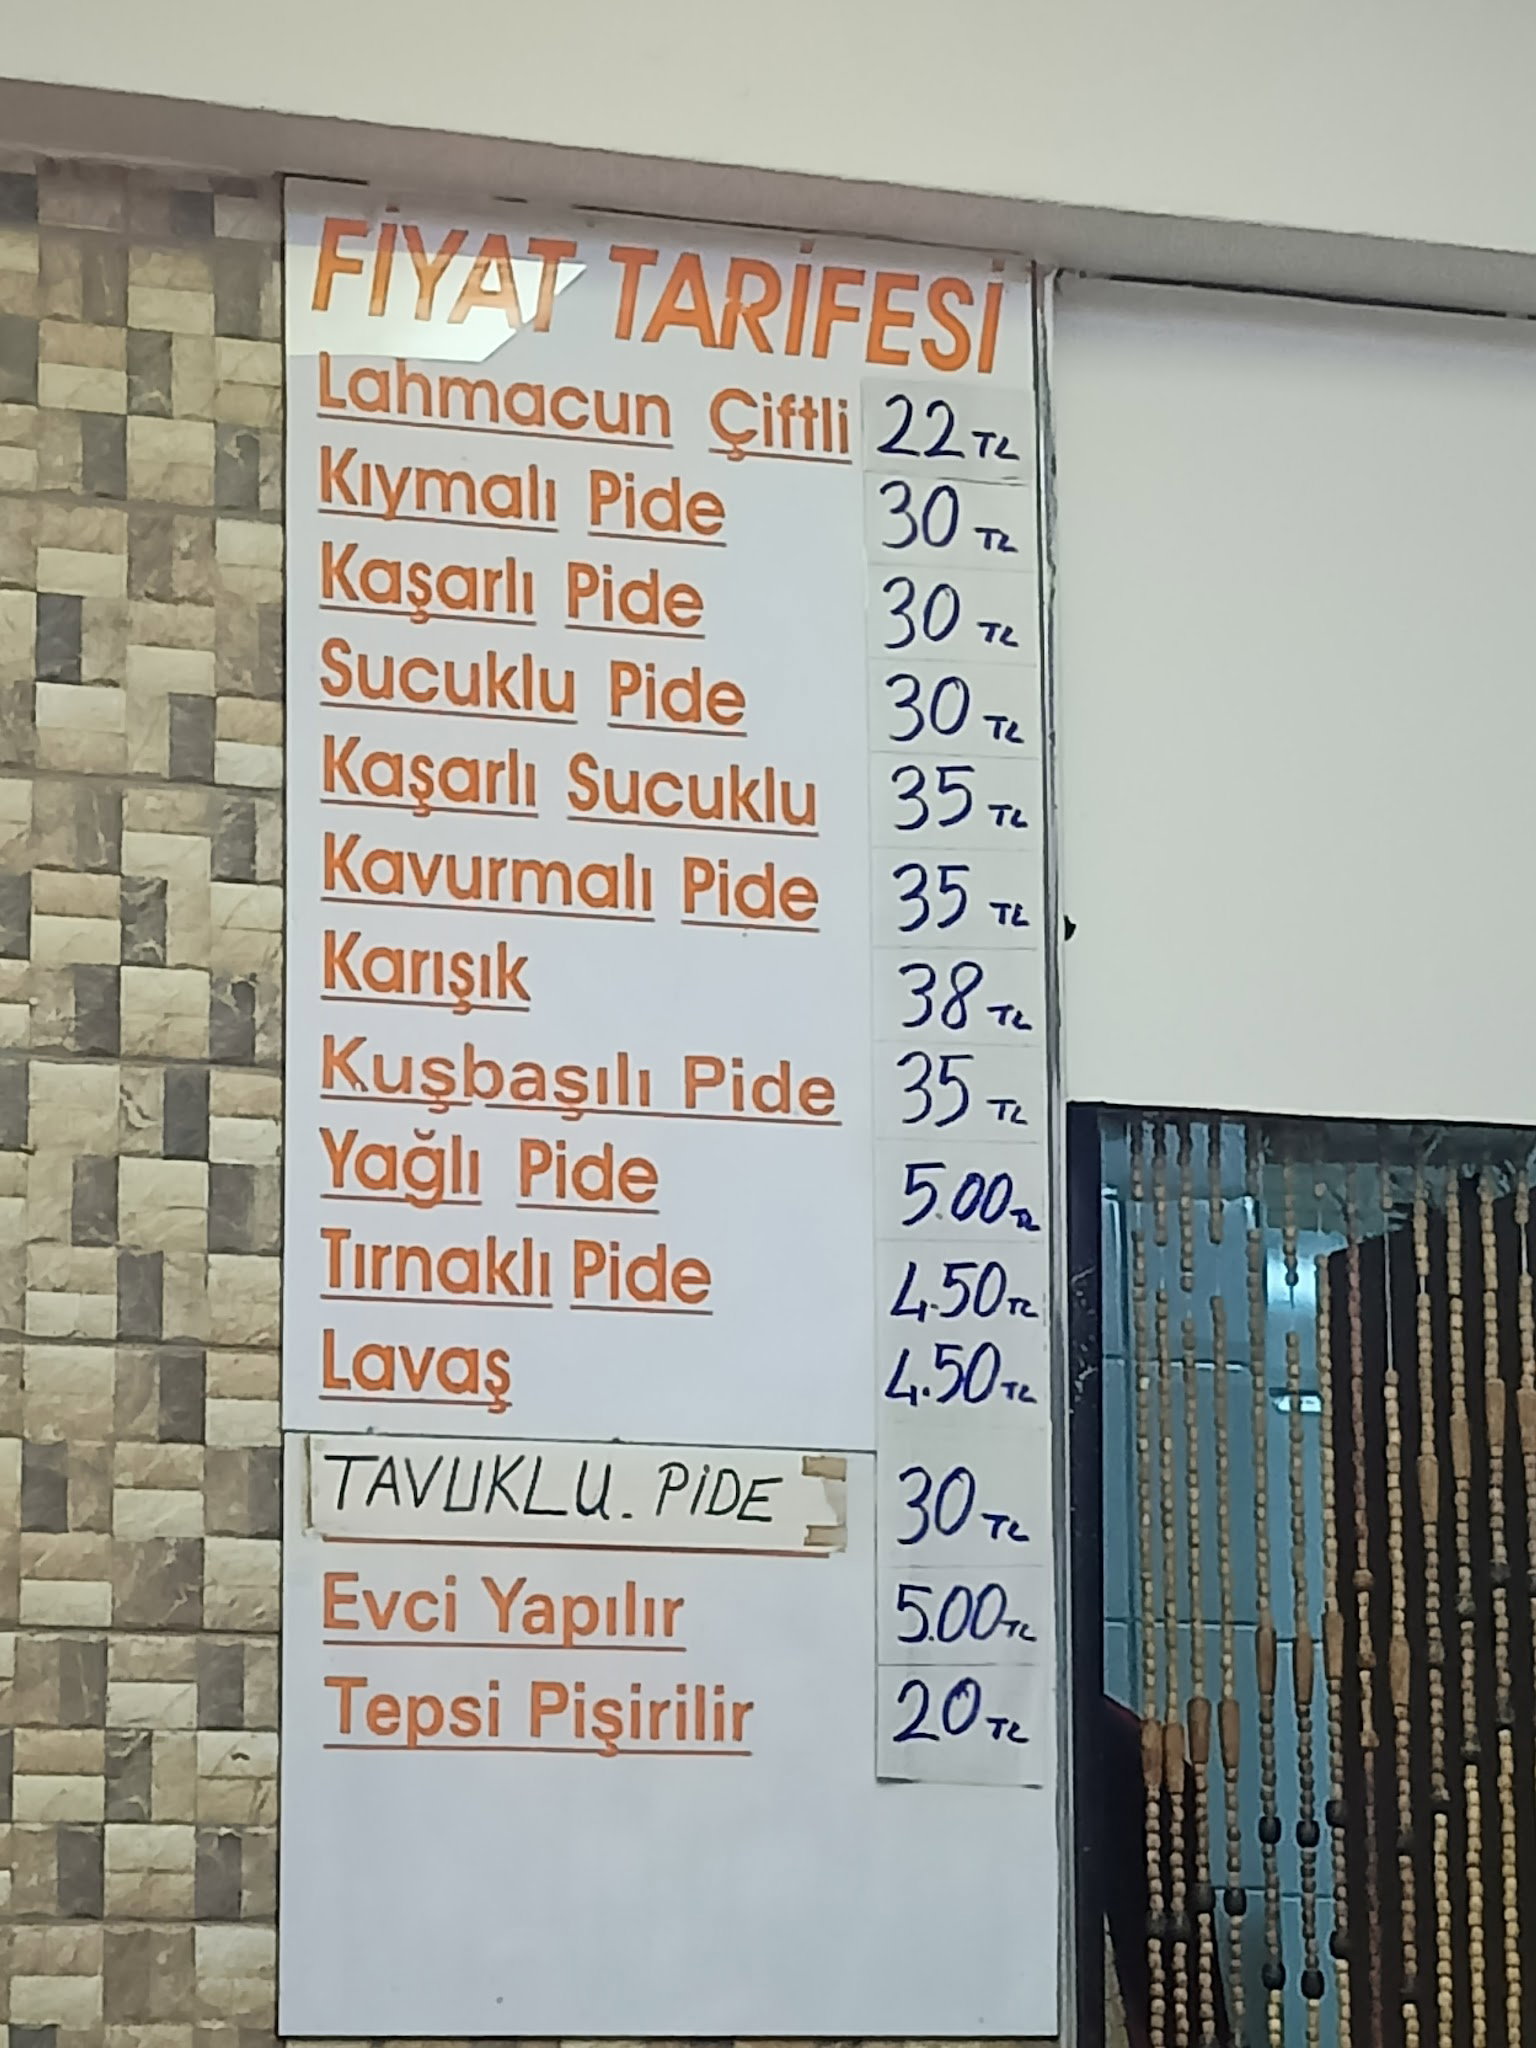 FİYAT TARİFESİ
Lahmacun Çiftli 22 TL
Kıymalı Pide 30 TL
Kaşarlı Pide 30 TL
Sucuklu Pide 30 TL
Kaşarlı Sucuklu 35 TL
Kavurmalı Pide 35 TL
Karışık 38 TL
Kuşbaşılı Pide 35 TL
Yağlı Pide 5.00 TL
Tırnaklı Pide 4.50 TL
Lavaş 4.50 TL
TAVUKLU. PİDE 30 TL
Evci Yapılır 5.00 TL
Tepsi Pişirilir 20 TL